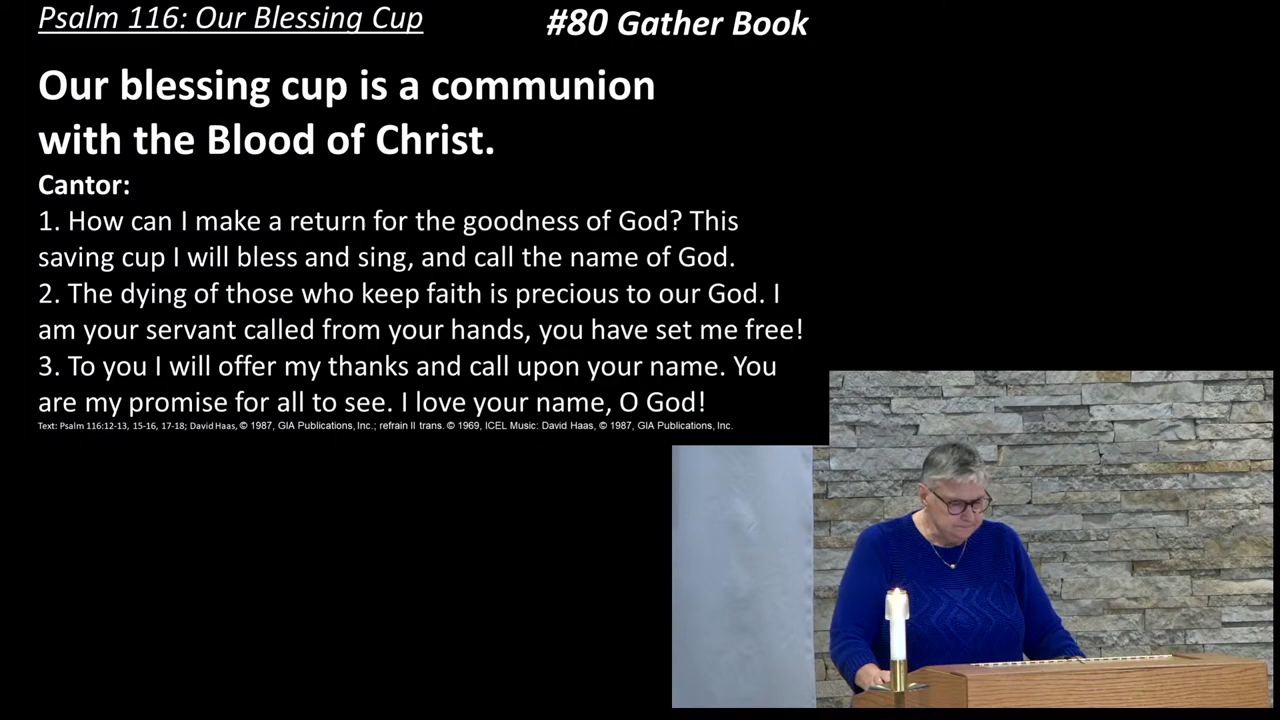 Psalm 116: Our Blessing Cup #80 Gather Book
Our blessing cup is a communion
with the Blood of Christ.
Cantor:
1. How can I make a return for the goodness of God? This
saving cup I will bless and sing, and call the name of God.
2. The dying of those who keep faith is precious to our God. I
am your servant called from your hands, you have set me free!
3. To you I will offer my thanks and call upon your name. You
are my promise for all to see. I love your name, O God!
Text: Psalm 116:12-13, 15-16, 17-18; David Haas, © 1987, GIA Publications, Inc.; refrain II trans. © 1969, ICEL Music: David Haas, © 1987, GIA Publications, Inc.